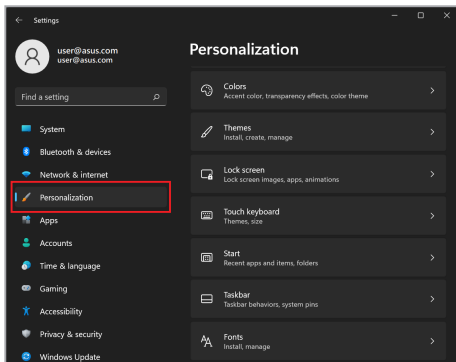 Settings
user@asus.com
user@asus.com
Find a setting
System
Bluetooth & devices
Network & internet
Personalization
Apps
Accounts
Time & language
Gaming
Accessibility
Privacy & security
Windows Update
Personalization
Colors
Accent color, transparency effects, color theme
Themes
Install, create, manage
Lock screen
Lock screen images, apps, animations
Touch keyboard
Themes, size
Start
Recent apps and items, folders
Taskbar
Taskbar behaviors, system pins
Fonts
Install, manage